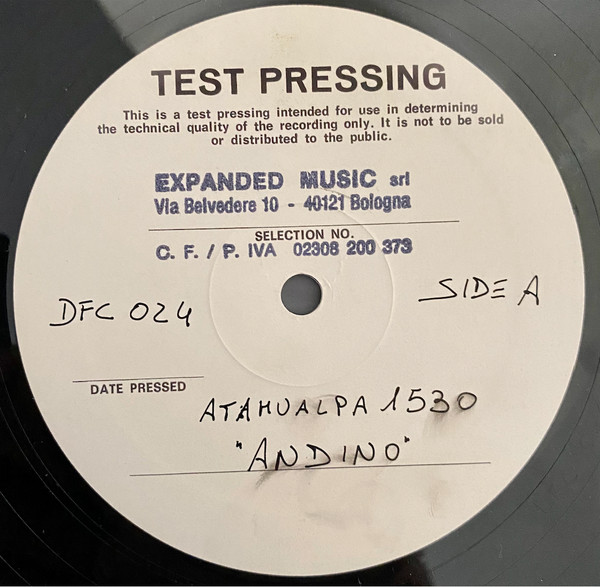 TEST PRESSING
This is a test pressing intended for use in determining
the technical quality of the recording only. It is not to be sold
or distributed to the public.
EXPANDED MUSIC srl
Via Belvedere 10 - 40121 Bologna
SELECTION NO.
C. F. / P. IVA 02308 200 373
DFC 024
SIDE A
DATE PRESSED
ATAHUALPA 1530
"ANDINO"